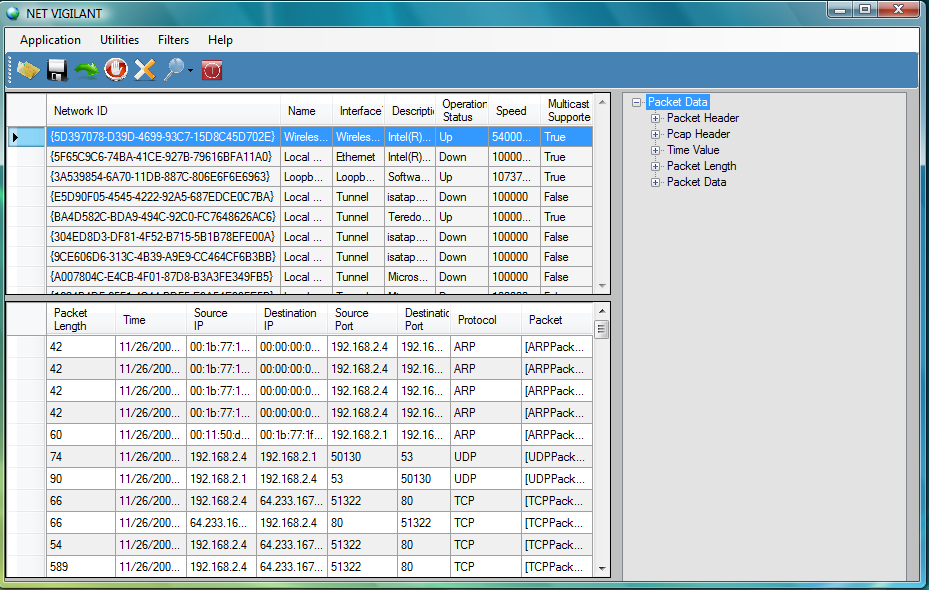 NET VIGILANT
Application Utilities Filters Help
Network ID Name Interface Descripti Operation Status Speed Multicast Supporte
{5D397078-D39D-4699-93C7-15D8C45D702E} Wireles... Wireles... Intel(R)... Up 54000... True
{5F65C9C6-74BA-41CE-927B-79616BFA11A0} Local ... Ethernet Intel(R)... Down 10000... True
{3A539854-6A70-11DB-887C-806E6F6E6963} Loopb... Loopb... Softwa... Up 10737... True
{E5D90F05-4545-4222-92A5-687EDCE0C7BA} Local ... Tunnel isatap.... Down 100000 False
{BA4D582C-BDA9-494C-92C0-FC7648626AC6} Local ... Tunnel Teredo... Up 10000... True
{304ED8D3-DF81-4F52-B715-5B1B78EFE00A} Local ... Tunnel isatap.... Down 100000 False
{9CE606D6-313C-4B39-A9E9-CC464CF6B3BB} Local ... Tunnel isatap.... Down 100000 False
{A007804C-E4CB-4F01-87D8-B3A3FE349FB5} Local ... Tunnel Micros... Down 100000 False
Packet Length Time Source IP Destination IP Source Port Destinatic Port Protocol Packet
42 11/26/200... 00:1b:77:1... 00:00:00:0... 192.168.2.4 192.16... ARP [ARPPack...
42 11/26/200... 00:1b:77:1... 00:00:00:0... 192.168.2.4 192.16... ARP [ARPPack...
42 11/26/200... 00:1b:77:1... 00:00:00:0... 192.168.2.4 192.16... ARP [ARPPack...
42 11/26/200... 00:1b:77:1... 00:00:00:0... 192.168.2.4 192.16... ARP [ARPPack...
60 11/26/200... 00:11:50:d... 00:1b:77:1f... 192.168.2.1 192.16... ARP [ARPPack...
74 11/26/200... 192.168.2.4 192.168.2.1 50130 53 UDP [UDPPack...
90 11/26/200... 192.168.2.1 192.168.2.4 53 50130 UDP [UDPPack...
66 11/26/200... 192.168.2.4 64.233.167... 51322 80 TCP [TCPPack...
66 11/26/200... 64.233.16... 192.168.2.4 80 51322 TCP [TCPPack...
54 11/26/200... 192.168.2.4 64.233.167... 51322 80 TCP [TCPPack...
589 11/26/200... 192.168.2.4 64.233.167... 51322 80 TCP [TCPPack...
Packet Data
Packet Header
Pcap Header
Time Value
Packet Length
Packet Data